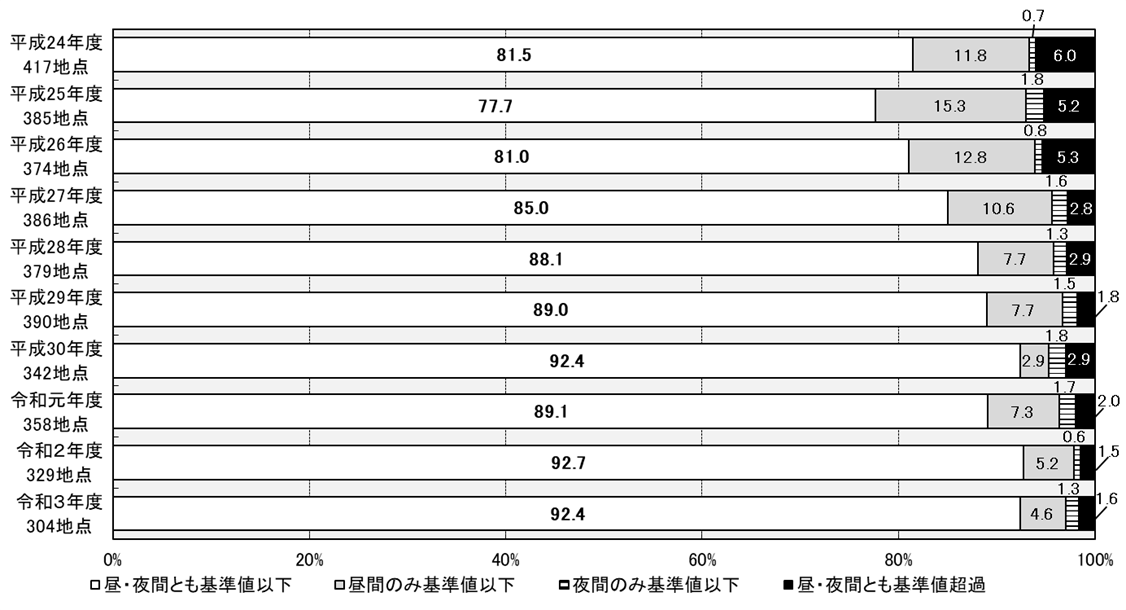 0.7
平成24年度
417地点
81.5 11.8 6.0
1.8
平成25年度
385地点
77.7 15.3 5.2
0.8
平成26年度
374地点
81.0 12.8 5.3
1.6
平成27年度
386地点
85.0 10.6 2.8
1.3
平成28年度
379地点
88.1 7.7 2.9
1.5
平成29年度
390地点
89.0 7.7 1.8
1.8
平成30年度
342地点
92.4 2.9 2.9
1.7
令和元年度
358地点
89.1 7.3 2.0
0.6
令和２年度
329地点
92.7 5.2 1.5
1.3
令和３年度
304地点
92.4 4.6 1.6
0% 20% 40% 60% 80% 100%
昼・夜間とも基準値以下 昼間のみ基準値以下 夜間のみ基準値以下 昼・夜間とも基準値超過